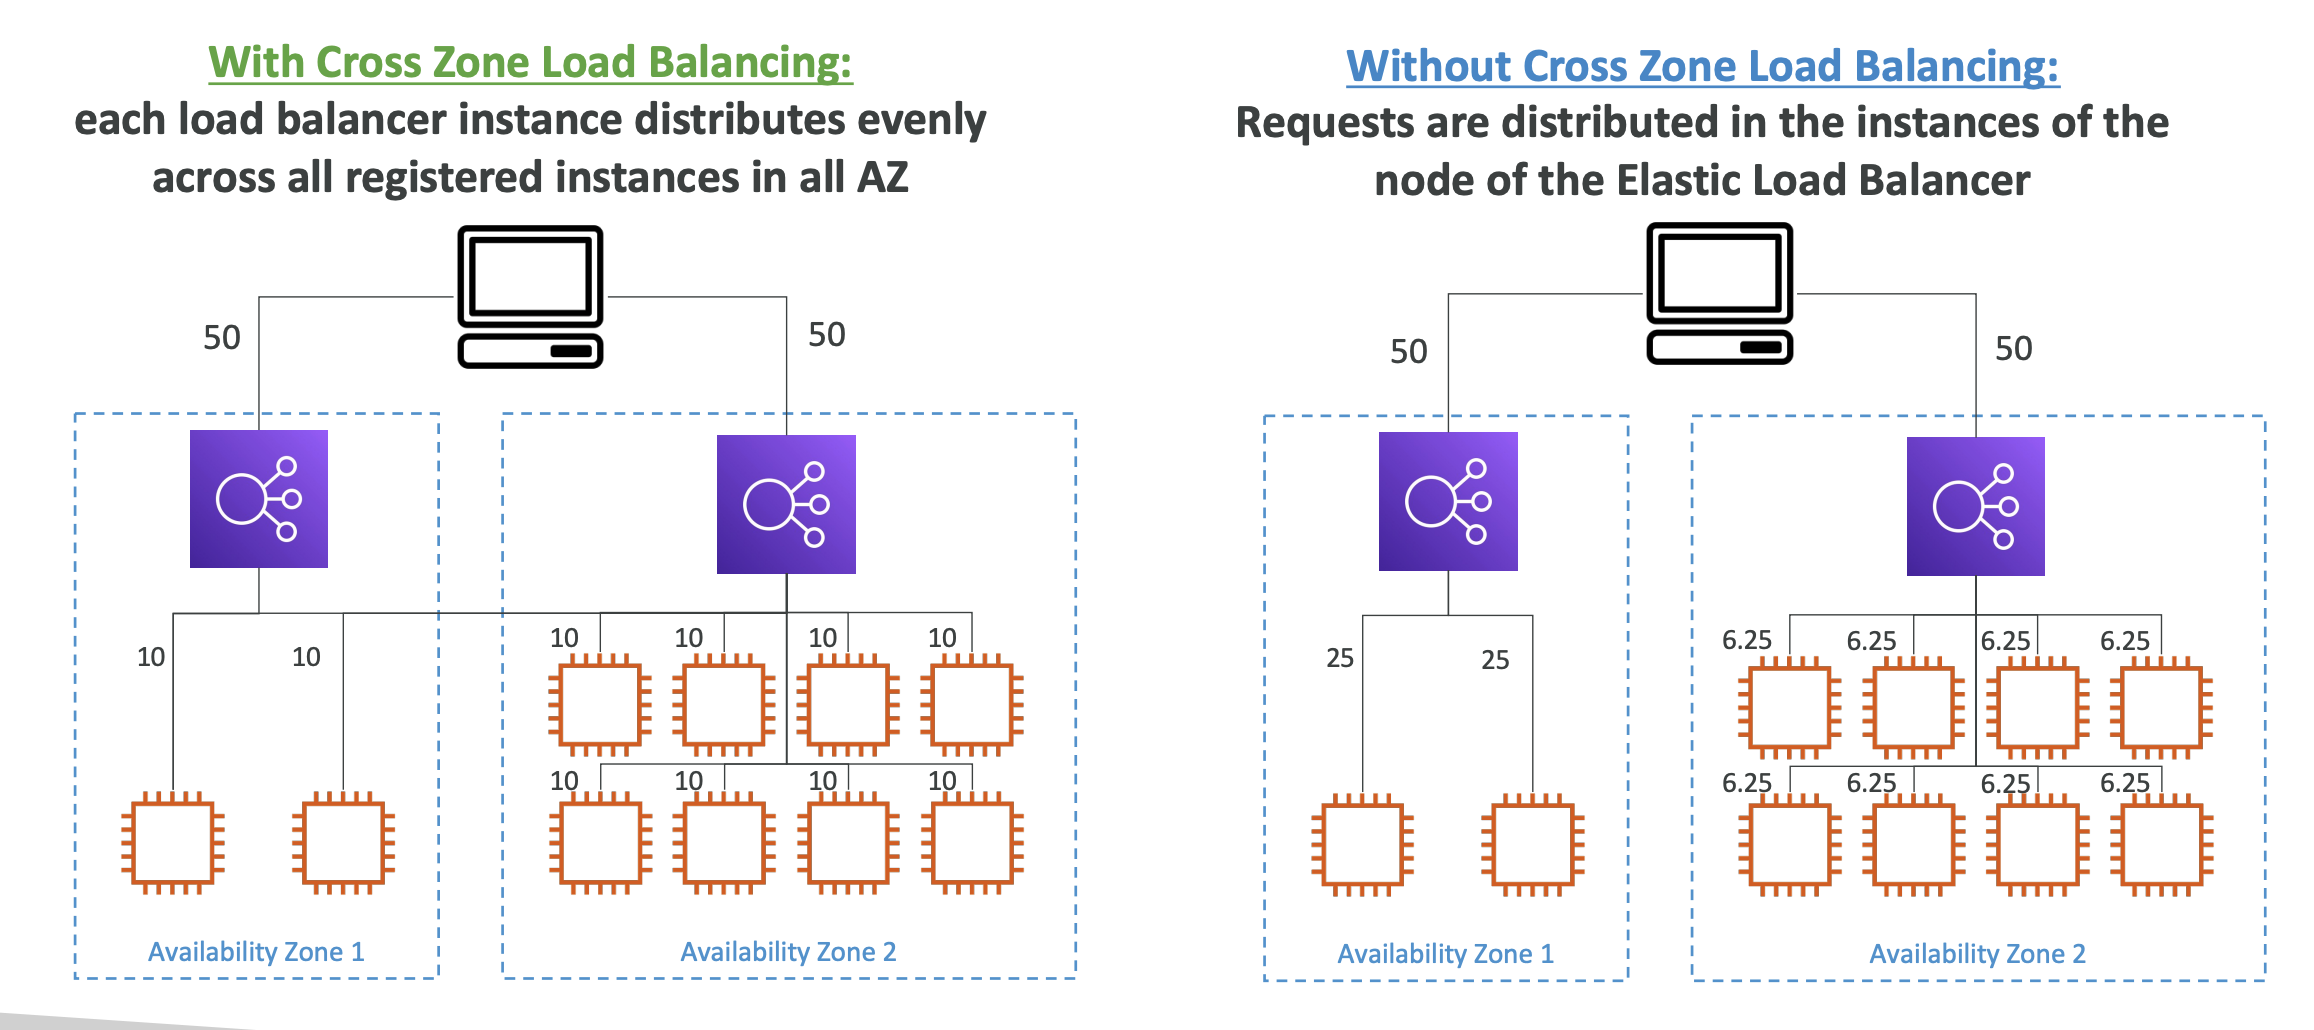 With Cross Zone Load Balancing:
each load balancer instance distributes evenly
across all registered instances in all AZ
50
50
10
10
10
10
10
10
10
10
10
10
Availability Zone 1
Availability Zone 2
Without Cross Zone Load Balancing:
Requests are distributed in the instances of the
node of the Elastic Load Balancer
50
50
25
25
6.25
6.25
6.25
6.25
6.25
6.25
6.25
6.25
Availability Zone 1
Availability Zone 2